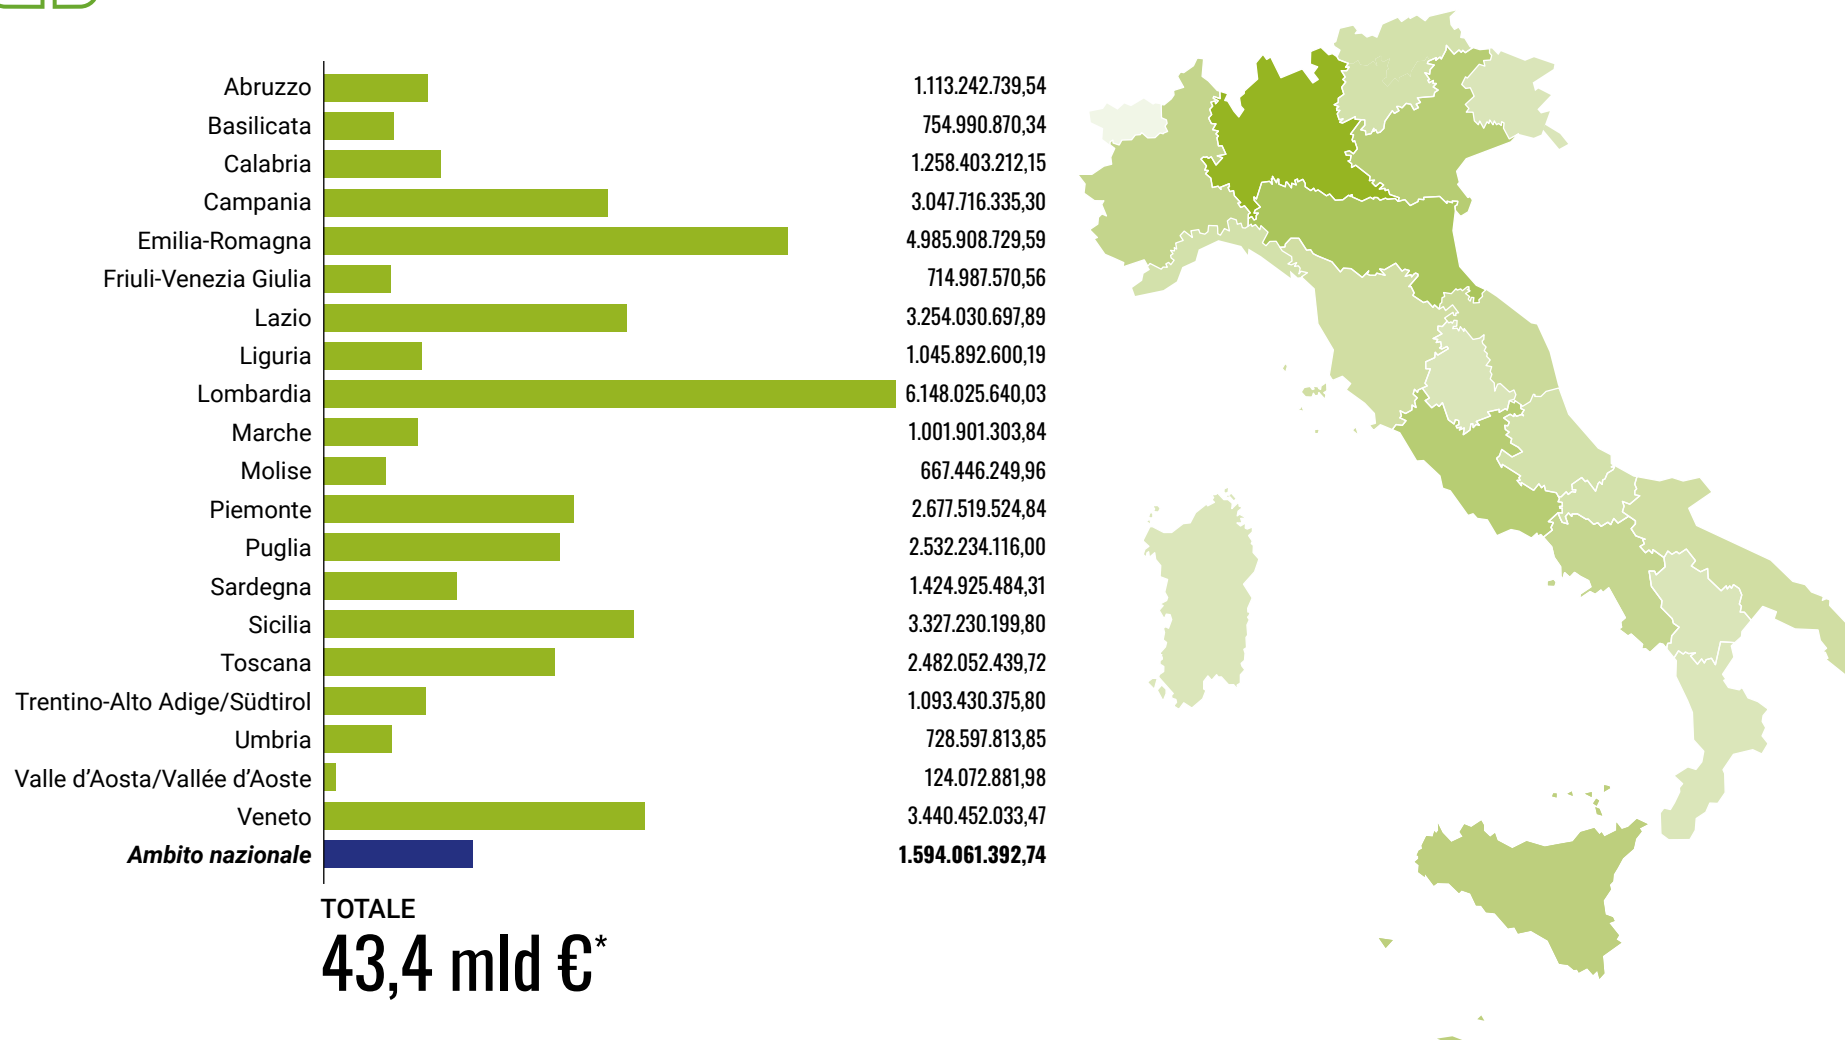 Abruzzo 1.113.242.739,54
Basilicata 754.990.870,34
Calabria 1.258.403.212,15
Campania 3.047.716.335,30
Emilia-Romagna 4.985.908.729,59
Friuli-Venezia Giulia 714.987.570,56
Lazio 3.254.030.697,89
Liguria 1.045.892.600,19
Lombardia 6.148.025.640,03
Marche 1.001.901.303,84
Molise 667.446.249,96
Piemonte 2.677.519.524,84
Puglia 2.532.234.116,00
Sardegna 1.424.925.484,31
Sicilia 3.327.230.199,80
Toscana 2.482.052.439,72
Trentino-Alto Adige/Südtirol 1.093.430.375,80
Umbria 728.597.813,85
Valle d’Aosta/Vallée d’Aoste 124.072.881,98
Veneto 3.440.452.033,47
Ambito nazionale 1.594.061.392,74
TOTALE
43,4 mld €*